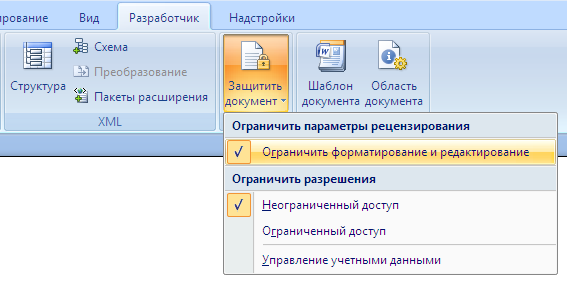 рование Вид Разработчик Надстройки
Структура
Схема
Преобразование
Пакеты расширения
XML
Защитить
документ
Шаблон
документа
Область
документа
Ограничить параметры рецензирования
Ограничить форматирование и редактирование
Ограничить разрешения
Неограниченный доступ
Ограниченный доступ
Управление учетными данными